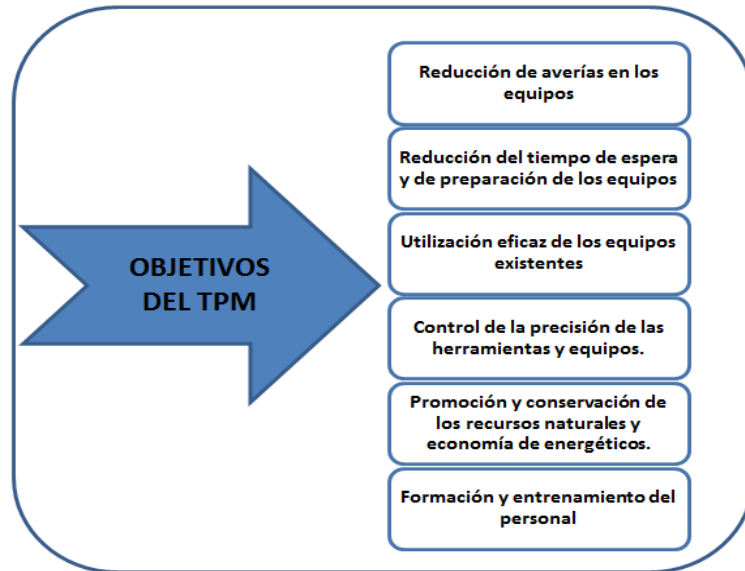 OBJETIVOS
DEL TPM
Reducción de averías en los
equipos
Reducción del tiempo de espera
y de preparación de los equipos
Utilización eficaz de los equipos
existentes
Control de la precisión de las
herramientas y equipos.
Promoción y conservación de
los recursos naturales y
economía de energéticos.
Formación y entrenamiento del
personal